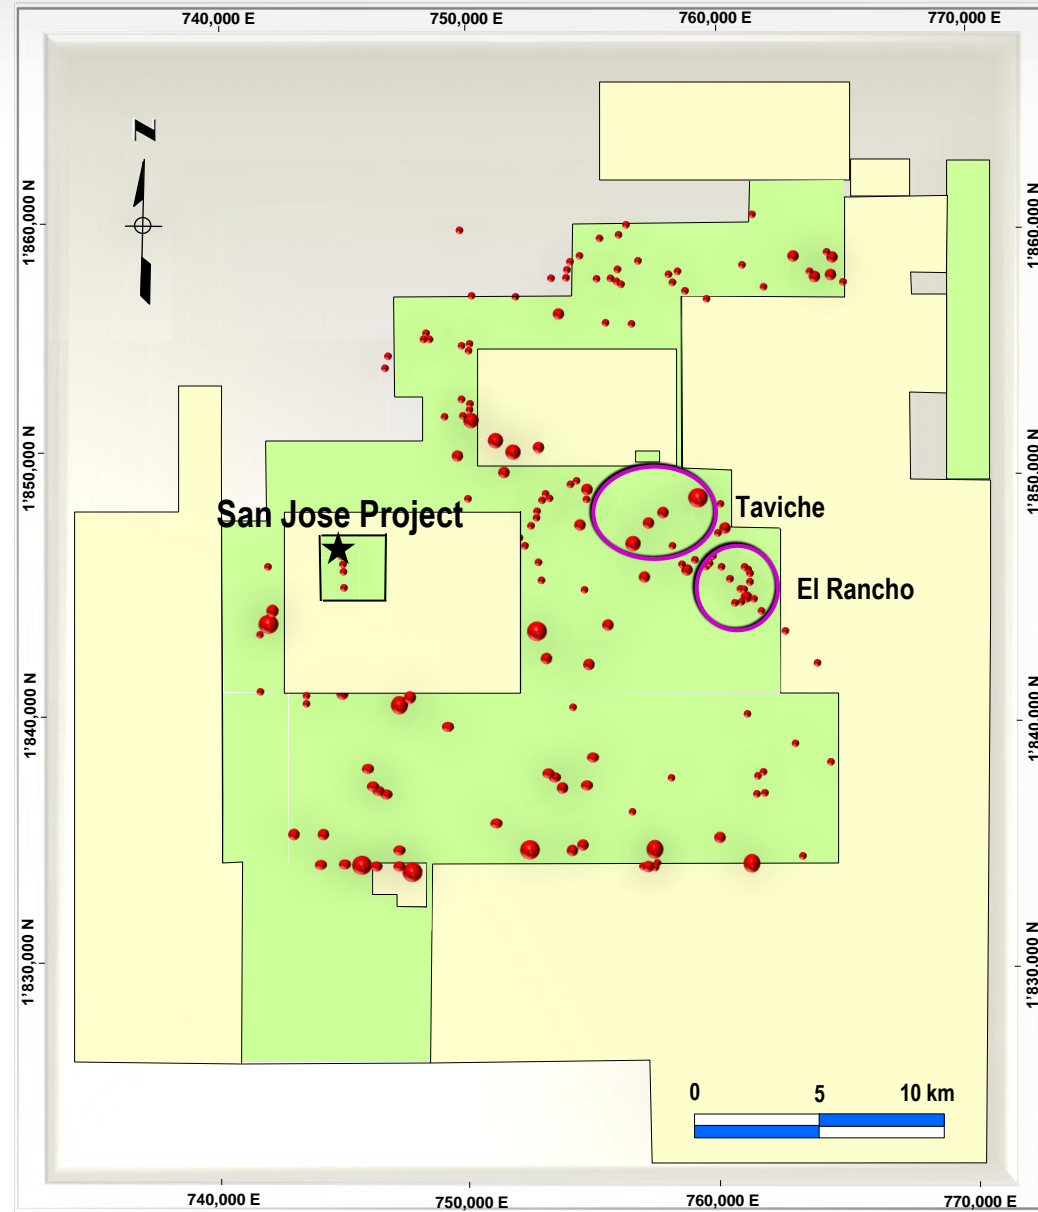 740,000 E
750,000 E
760,000 E
770,000 E
N
1'860,000 N
1'860,000 N
1'850,000 N
1'850,000 N
San Jose Project
Taviche
El Rancho
1'840,000 N
1'840,000 N
1'830,000 N
1'830,000 N
0
5
10 km
740,000 E
750,000 E
760,000 E
770,000 E